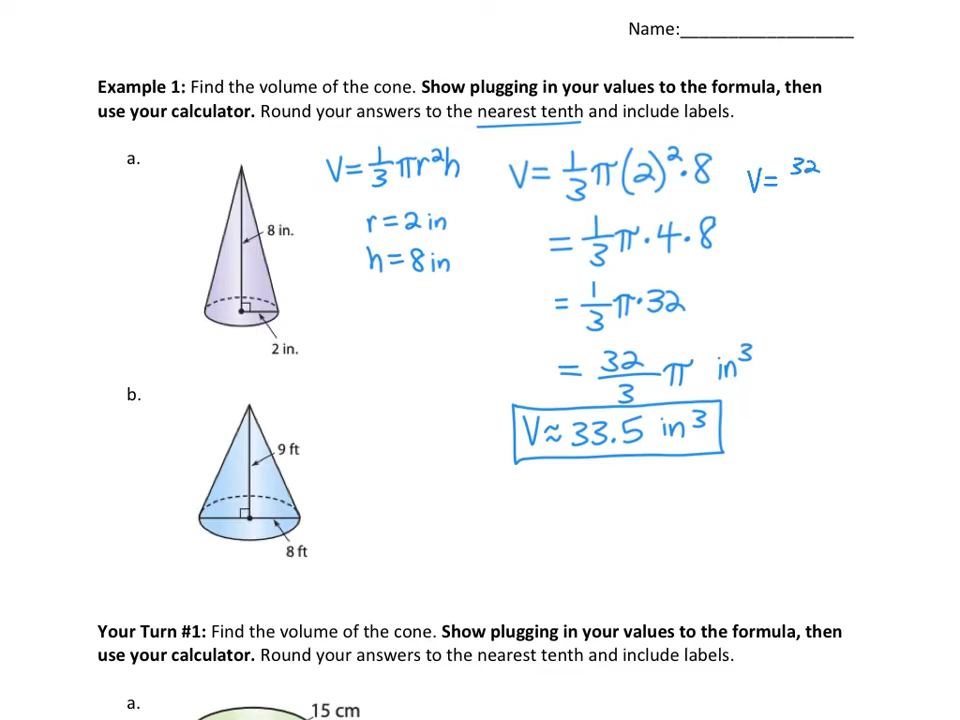 Name:___________________
Example 1: Find the volume of the cone. Show plugging in your values to the formula, then
use your calculator. Round your answers to the nearest tenth and include labels.
a.
8 in.
2 in.
V = 1/3 πr²h
r = 2 in
h = 8 in
V = 1/3 π(2)² · 8
= 1/3 π · 4 · 8
= 1/3 π · 32
= 32/3 π in³
V ≈ 33.5 in³
V = 32
b.
9 ft
8 ft
Your Turn #1: Find the volume of the cone. Show plugging in your values to the formula, then
use your calculator. Round your answers to the nearest tenth and include labels.
a.
15 cm